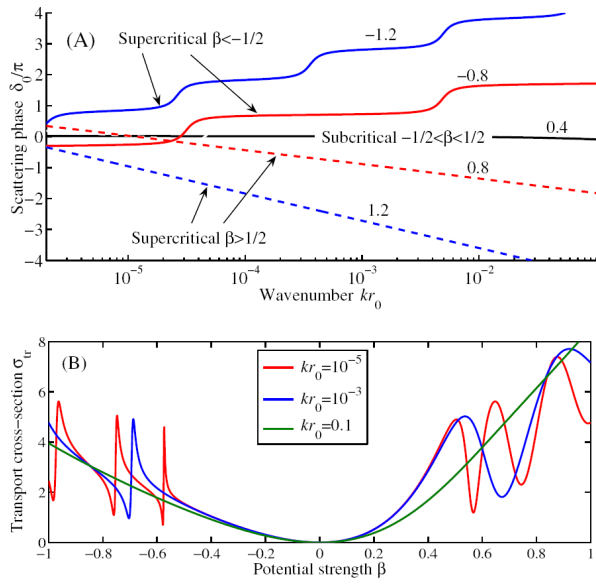 4
(A)
Supercritical β<−1/2
−1.2
3
2
−0.8
1
Subcritical −1/2<β<1/2
0.4
0
−1
0.8
−2
1.2
−3
Supercritical β>1/2
−4
Scattering phase δ₀/π
10⁻⁵
10⁻⁴
10⁻³
10⁻²
Wavenumber kr₀
8
(B)
kr₀=10⁻⁵
kr₀=10⁻³
kr₀=0.1
6
4
2
0
Transport cross−section σtr
−1
−0.8
−0.6
−0.4
−0.2
0
0.2
0.4
0.6
0.8
1
Potential strength β